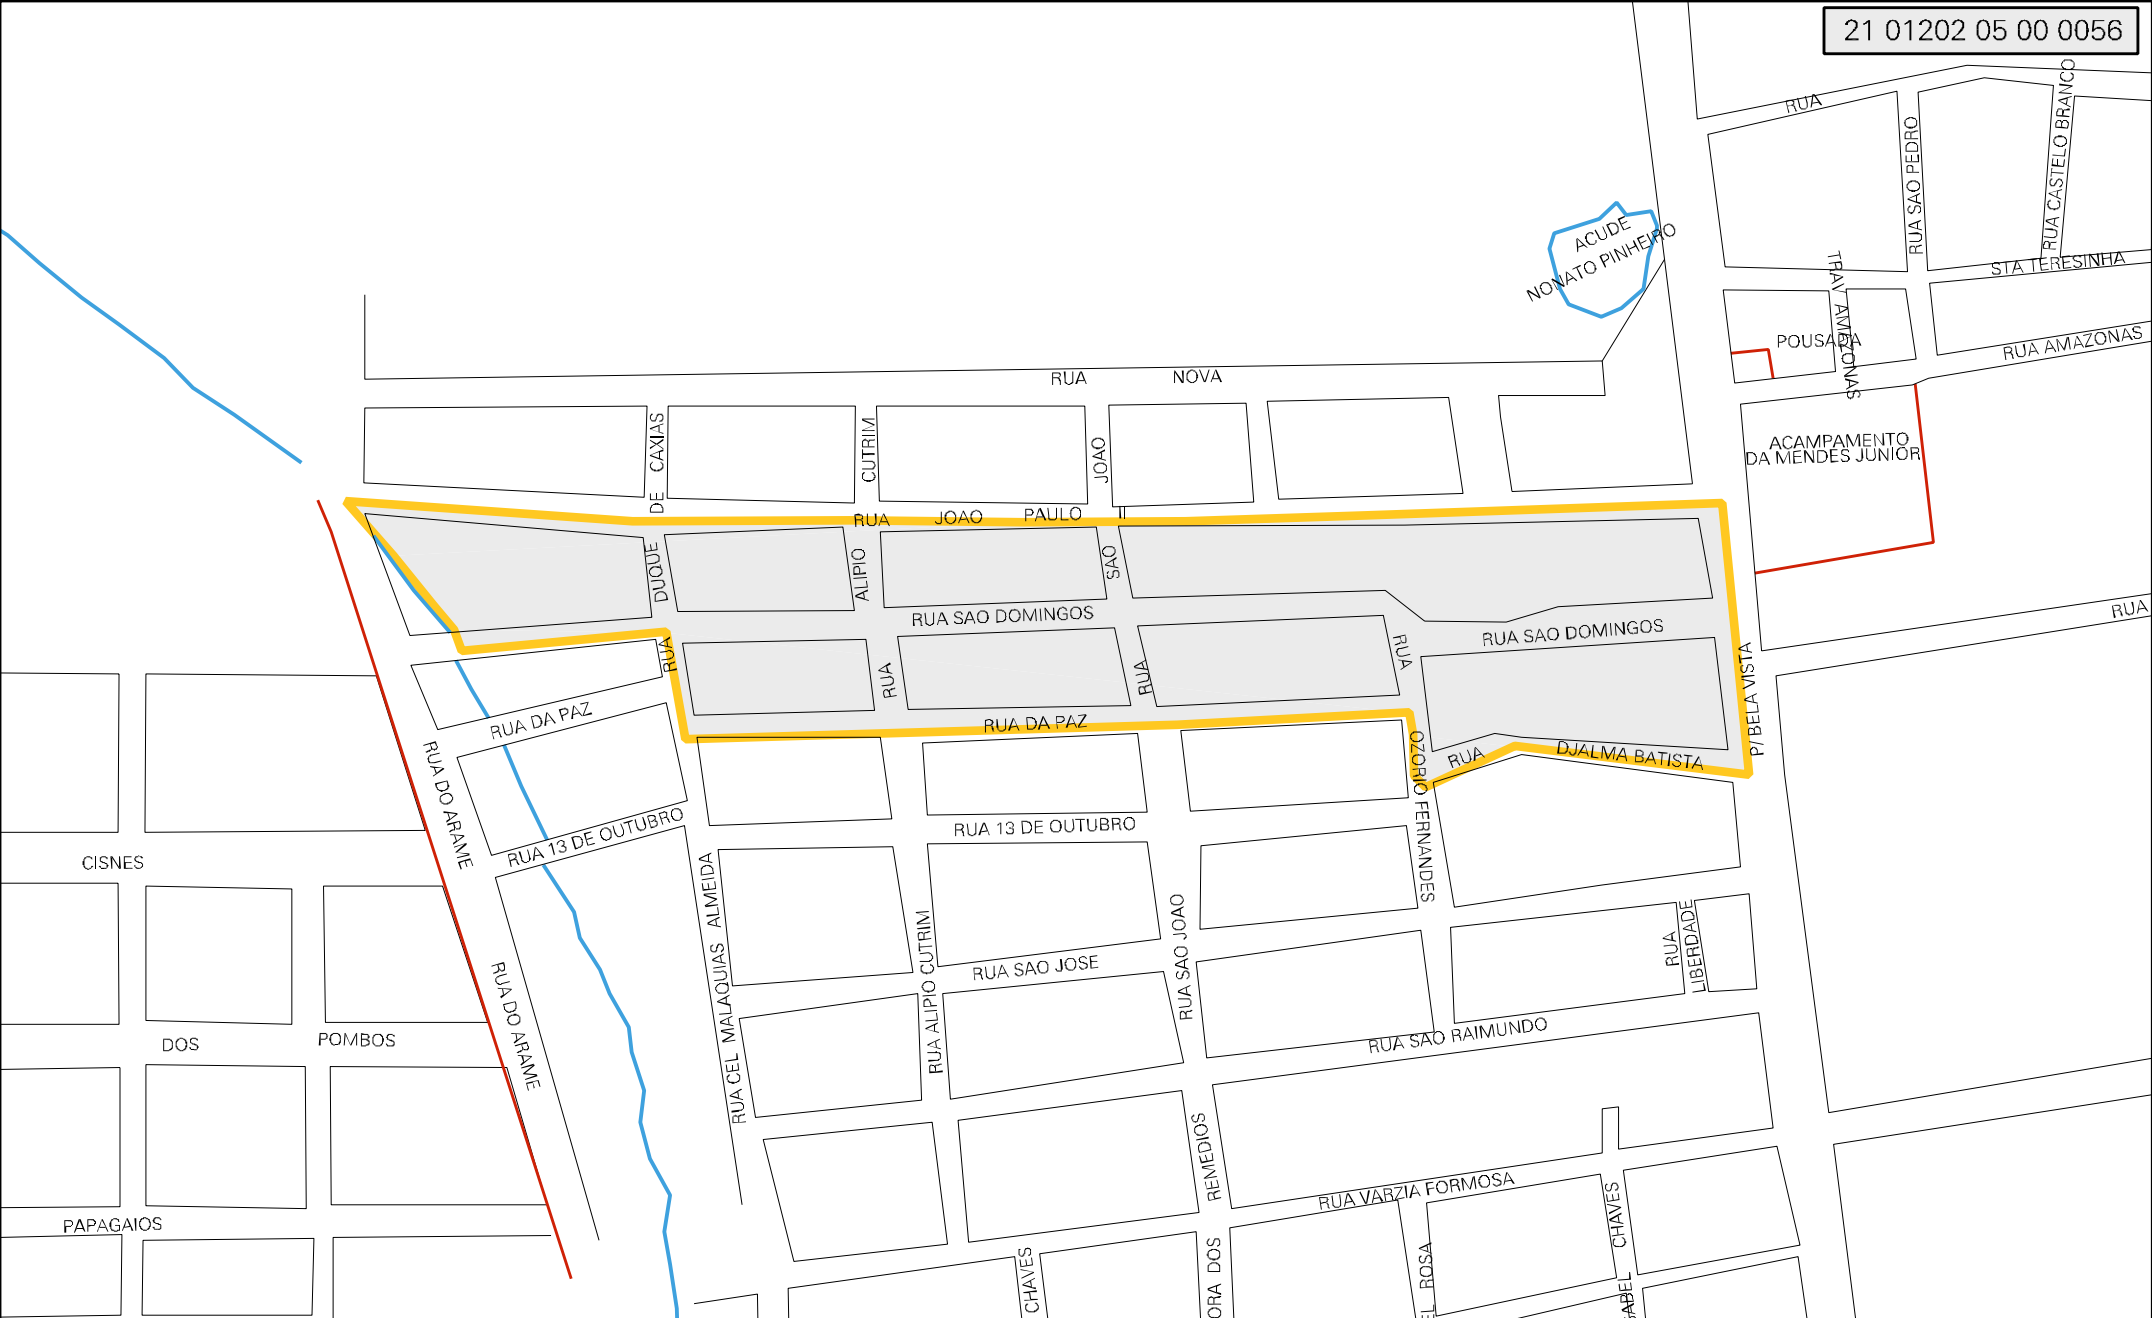 21 01202 05 00 0056
RUA
RUA SAO PEDRO
RUA CASTELO BRANCO
ACUDE
NONATO PINHEIRO
STA TERESINHA
TRAV AMAZONAS
POUSADA
RUA AMAZONAS
RUA NOVA
DE CAXIAS
CUTRIM
JOAO
ACAMPAMENTO
DA MENDES JUNIOR
RUA JOAO PAULO II
DUQUE
ALIPIO
SAO
RUA SAO DOMINGOS
RUA SAO DOMINGOS
RUA
RUA
RUA
RUA
RUA
P/ BELA VISTA
RUA DA PAZ
RUA DA PAZ
RUA DJALMA BATISTA
OZORIO FERNANDES
RUA DO ARAME
RUA 13 DE OUTUBRO
RUA 13 DE OUTUBRO
CISNES
RUA CEL MALAQUIAS ALMEIDA
RUA ALIPIO CUTRIM
RUA SAO JOSE
RUA SAO JOAO
RUA
LIBERDADE
RUA DO ARAME
DOS POMBOS
RUA SAO RAIMUNDO
REMEDIOS
RUA VARZIA FORMOSA
PAPAGAIOS
CHAVES
ORA DOS
EL ROSA
CHAVES
ABEL